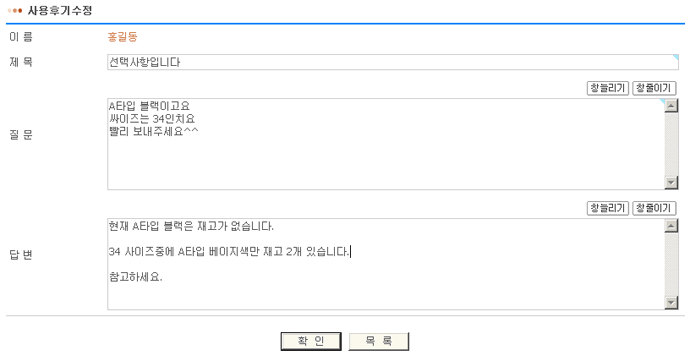 사용후기수정
이 름 홍길동
제 목 선택사항입니다
창늘리기 창줄이기
질 문
A타입 블랙이고요
싸이즈는 34인치요
빨리 보내주세요^^
창늘리기 창줄이기
답 변
현재 A타입 블랙은 재고가 없습니다.
34 사이즈중에 A타입 베이지색만 재고 2개 있습니다.
참고하세요.
확 인 목 록